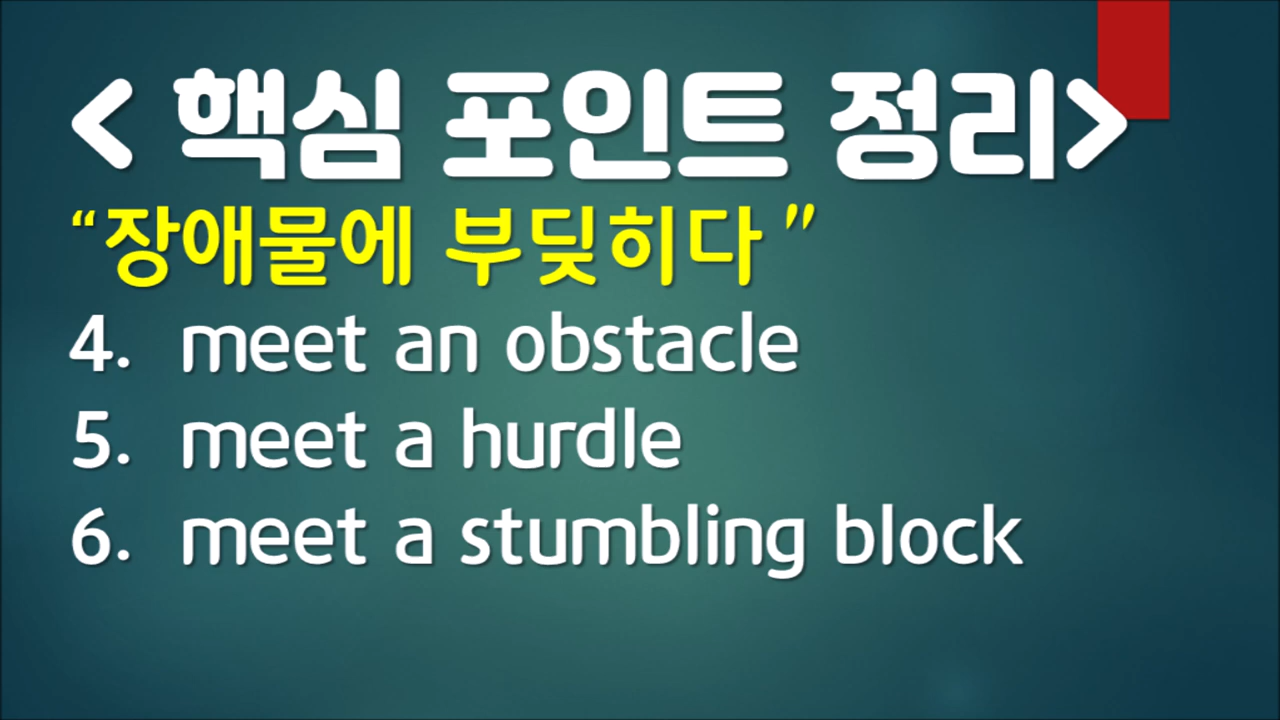 < 핵심 포인트 정리>
“장애물에 부딪히다 ”
4. meet an obstacle
5. meet a hurdle
6. meet a stumbling block